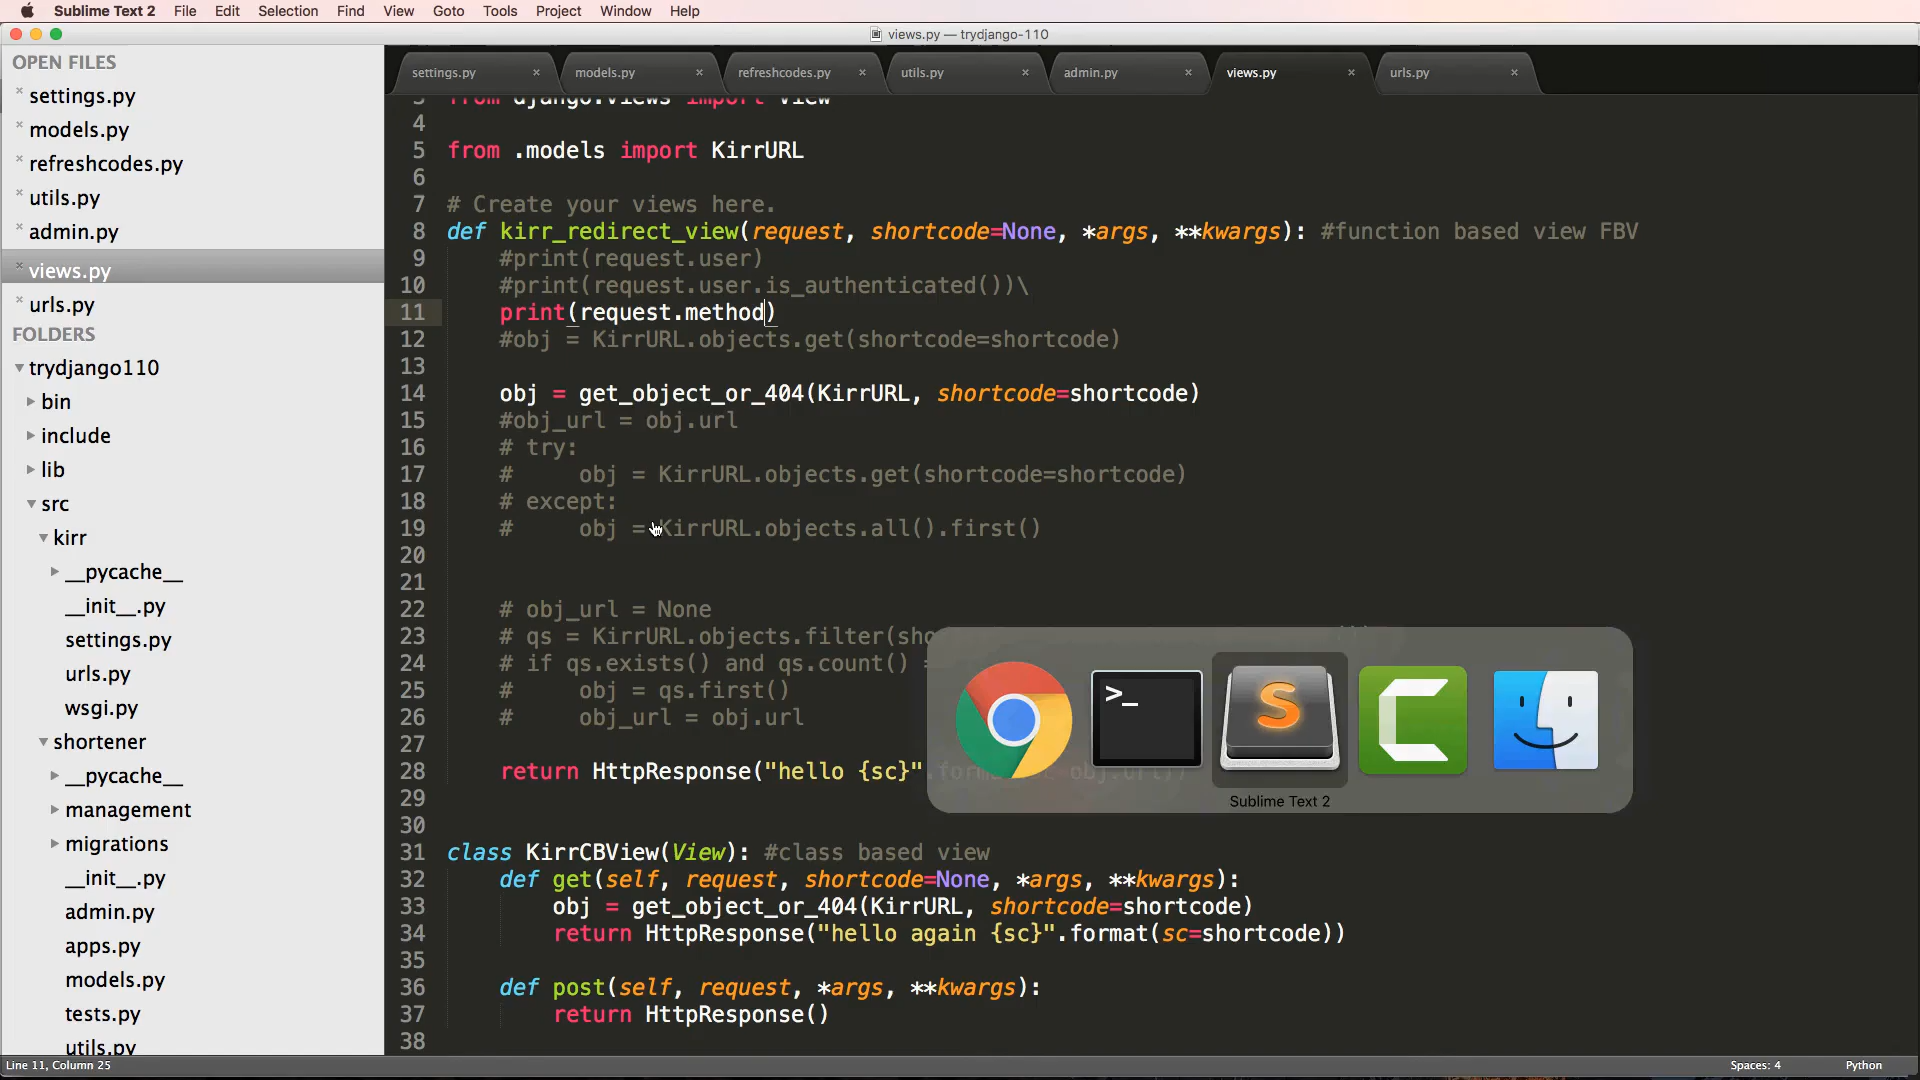 Sublime Text 2 File Edit Selection Find View Goto Tools Project Window Help
views.py — trydjango-110
OPEN FILES
settings.py
models.py
refreshcodes.py
utils.py
admin.py
views.py
urls.py
FOLDERS
trydjango110
bin
include
lib
src
kirr
__pycache__
__init__.py
settings.py
urls.py
wsgi.py
shortener
__pycache__
management
migrations
__init__.py
admin.py
apps.py
models.py
tests.py
utils.py
settings.py models.py refreshcodes.py utils.py admin.py views.py urls.py
3 from django.views import View
4
5 from .models import KirrURL
6
7 # Create your views here.
8 def kirr_redirect_view(request, shortcode=None, *args, **kwargs): #function based view FBV
9 #print(request.user)
10 #print(request.user.is_authenticated())\
11 print(request.method)
12 #obj = KirrURL.objects.get(shortcode=shortcode)
13
14 obj = get_object_or_404(KirrURL, shortcode=shortcode)
15 #obj_url = obj.url
16 # try:
17 # obj = KirrURL.objects.get(shortcode=shortcode)
18 # except:
19 # obj = KirrURL.objects.all().first()
20
21
22 # obj_url = None
23 # qs = KirrURL.objects.filter(
24 # if qs.exists() and qs.count()
25 # obj = qs.first()
26 # obj_url = obj.url
27
28 return HttpResponse("hello {sc}".format(sc=obj.url))
29
30
31 class KirrCBView(View): #class based view
32 def get(self, request, shortcode=None, *args, **kwargs):
33 obj = get_object_or_404(KirrURL, shortcode=shortcode)
34 return HttpResponse("hello again {sc}".format(sc=shortcode))
35
36 def post(self, request, *args, **kwargs):
37 return HttpResponse()
38
>_
S
C
Sublime Text 2
Line 11, Column 25
Spaces: 4
Python